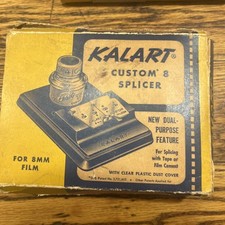 KALART®
CUSTOM 8
SPLICER
NEW DUAL-
PURPOSE
FEATURE
For Splicing
with Tape or
Film Cement
WITH CLEAR PLASTIC DUST COVER
FOR 8MM
FILM